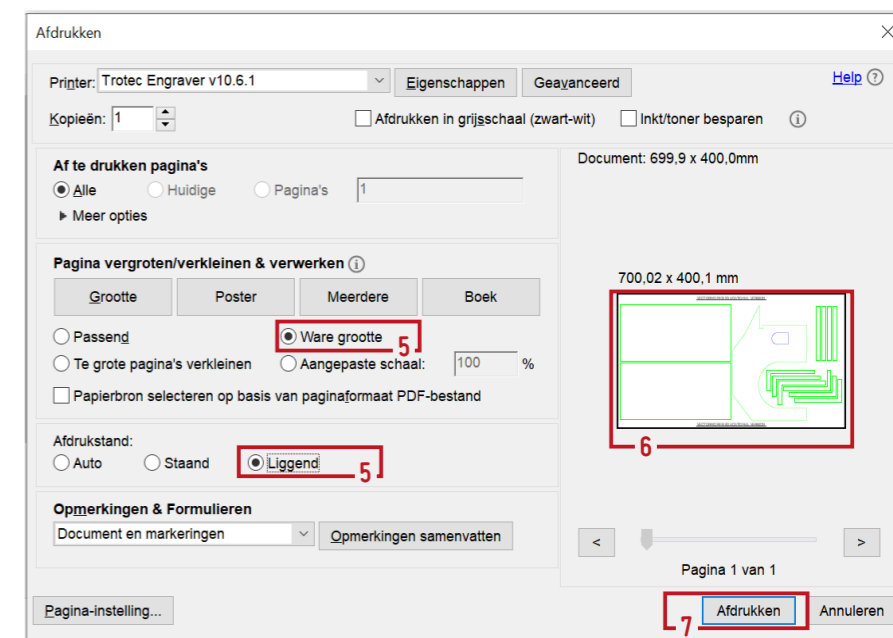 Afdrukken
Printer: Trotec Engraver v10.6.1 Eigenschappen Geavanceerd Help
Kopieën: 1 Afdrukken in grijsschaal (zwart-wit) Inkt/toner besparen
Af te drukken pagina's
Alle Huidige Pagina's 1
Meer opties
Pagina vergroten/verkleinen & verwerken
Grootte Poster Meerdere Boek
Passend Ware grootte 5
Te grote pagina's verkleinen Aangepaste schaal: 100 %
Papierbron selecteren op basis van paginaformaat PDF-bestand
Afdrukstand:
Auto Staand Liggend 5
Opmerkingen & Formulieren
Document en markeringen Opmerkingen samenvatten
Document: 699,9 x 400,0mm
700,02 x 400,1 mm
6
< >
Pagina 1 van 1
Pagina-instelling... 7 Afdrukken Annuleren